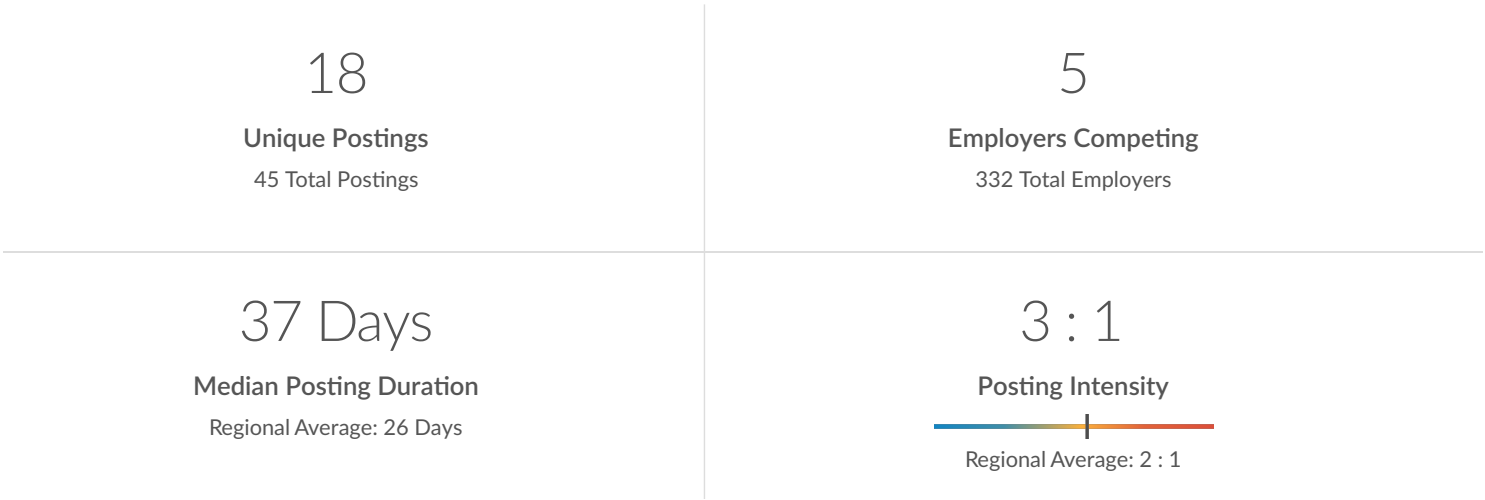 18
Unique Postings
45 Total Postings
5
Employers Competing
332 Total Employers
37 Days
Median Posting Duration
Regional Average: 26 Days
3 : 1
Posting Intensity
Regional Average: 2 : 1